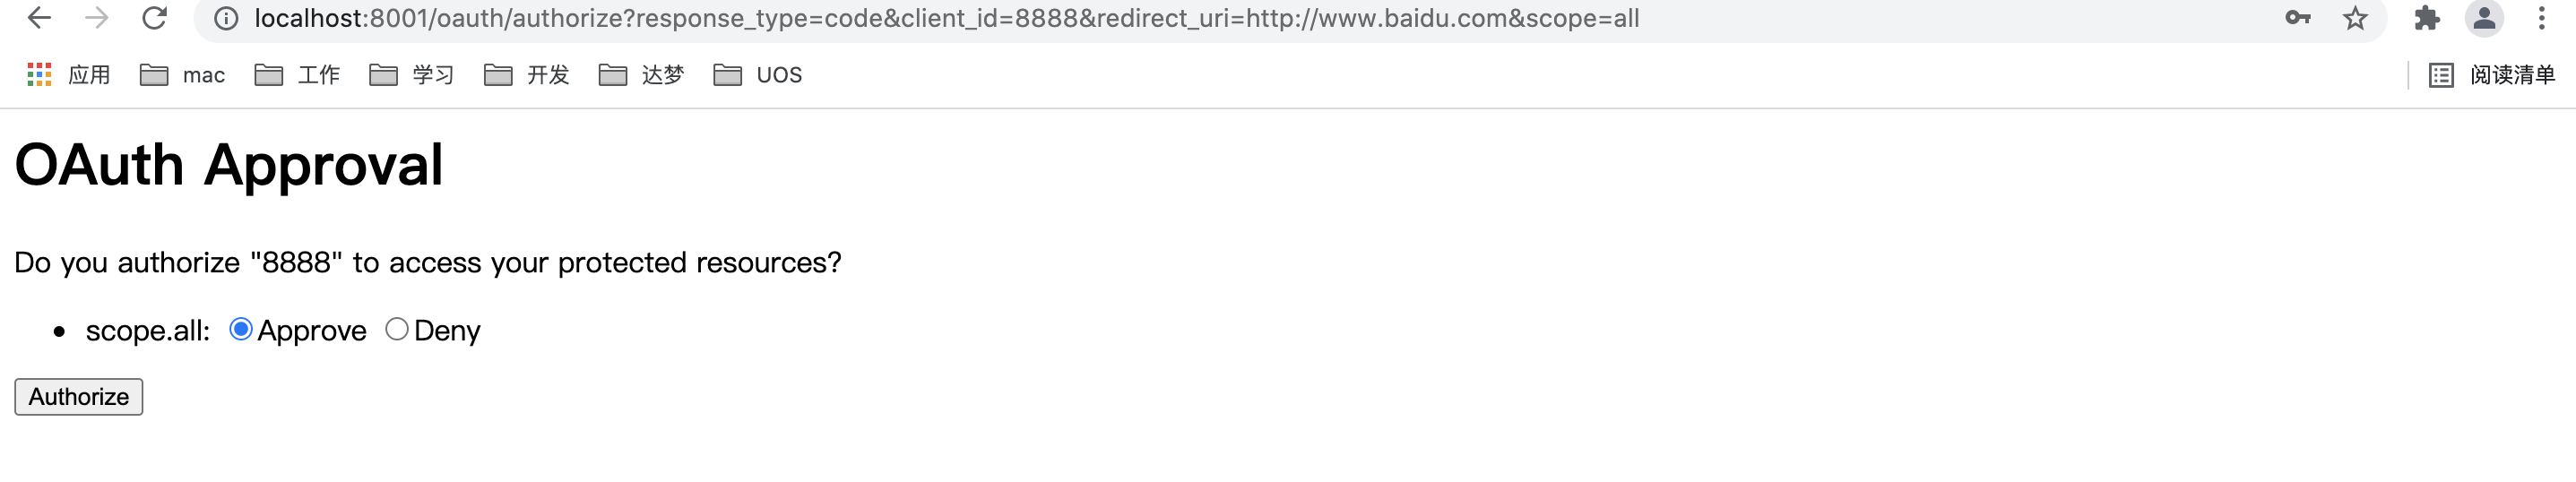 localhost:8001/oauth/authorize?response_type=code&client_id=8888&redirect_uri=http://www.baidu.com&scope=all
应用 mac 工作 学习 开发 达梦 UOS 阅读清单
OAuth Approval
Do you authorize "8888" to access your protected resources?
scope.all: Approve Deny
Authorize